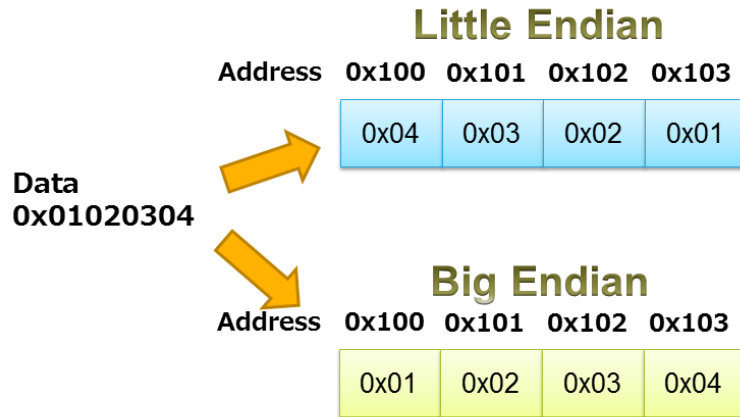 Little Endian
Address 0x100 0x101 0x102 0x103
0x04 0x03 0x02 0x01
Data
0x01020304
Big Endian
Address 0x100 0x101 0x102 0x103
0x01 0x02 0x03 0x04